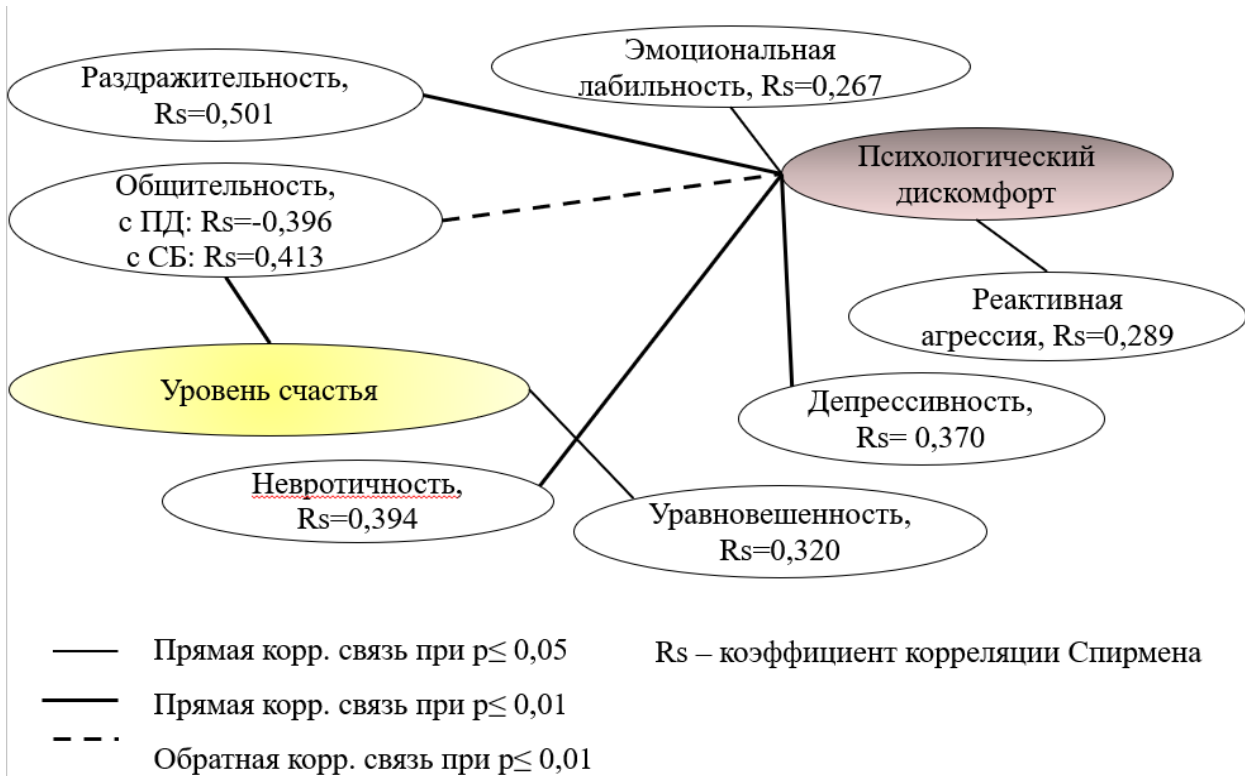 Эмоциональная
лабильность, Rs=0,267
Раздражительность,
Rs=0,501
Психологический
дискомфорт
Общительность,
с ПД: Rs=-0,396
с СБ: Rs=0,413
Реактивная
агрессия, Rs=0,289
Уровень счастья
Депрессивность,
Rs= 0,370
Невротичность,
Rs=0,394
Уравновешенность,
Rs=0,320
Прямая корр. связь при p≤ 0,05
Rs – коэффициент корреляции Спирмена
Прямая корр. связь при p≤ 0,01
Обратная корр. связь при p≤ 0,01